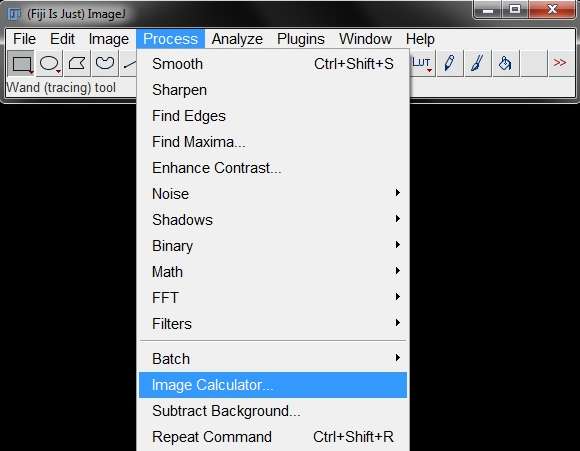 (Fiji Is Just) ImageJ
File Edit Image Process Analyze Plugins Window Help
LUT >>
Wand (tracing) tool
Smooth Ctrl+Shift+S
Sharpen
Find Edges
Find Maxima...
Enhance Contrast...
Noise
Shadows
Binary
Math
FFT
Filters
Batch
Image Calculator...
Subtract Background...
Repeat Command Ctrl+Shift+R